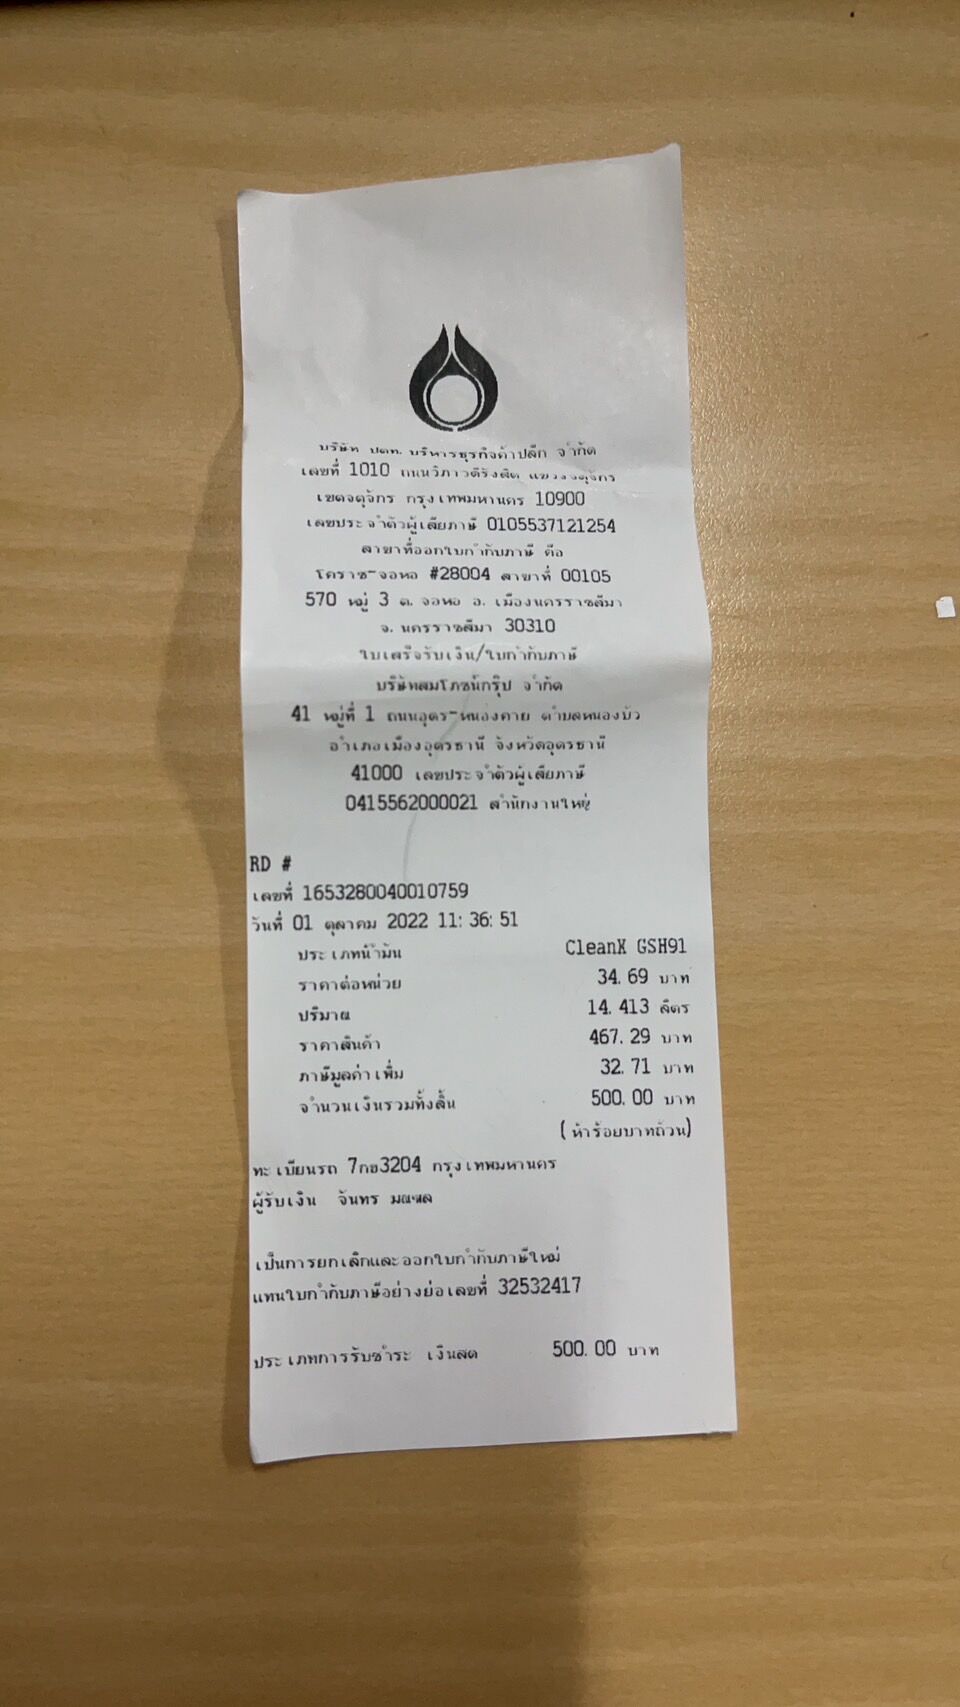 บริษัท ปตท. บริหารธุรกิจค้าปลีก จำกัด
เลขที่ 1010 ถนนวิภาวดีรังสิต แขวงจตุจักร
เขตจตุจักร กรุงเทพมหานคร 10900
เลขประจำตัวผู้เสียภาษี 0105537121254
สาขาที่ออกใบกำกับภาษี คือ
โคราช-จอหอ #28004 สาขาที่ 00105
570 หมู่ 3 ต. จอหอ อ. เมืองนครราชสีมา
จ. นครราชสีมา 30310
ใบเสร็จรับเงิน/ใบกำกับภาษี
บริษัทสมโภชน์กรุ๊ป จำกัด
41 หมู่ที่ 1 ถนนอุดร-หนองคาย ตำบลหนองบัว
อำเภอเมืองอุดรธานี จังหวัดอุดรธานี
41000 เลขประจำตัวผู้เสียภาษี
0415562000021 สำนักงานใหญ่
RD #
เลขที่ 1653280040010759
วันที่ 01 ตุลาคม 2022 11:36:51
ประเภทน้ำมัน CleanX GSH91
ราคาต่อหน่วย 34.69 บาท
ปริมาณ 14.413 ลิตร
ราคาสินค้า 467.29 บาท
ภาษีมูลค่าเพิ่ม 32.71 บาท
จำนวนเงินรวมทั้งสิ้น 500.00 บาท
(ห้าร้อยบาทถ้วน)
ทะเบียนรถ 7กฮ3204 กรุงเทพมหานคร
ผู้รับเงิน จันทร มณฑล
เป็นการยกเลิกและออกใบกำกับภาษีใหม่
แทนใบกำกับภาษีอย่างย่อเลขที่ 32532417
ประเภทการรับชำระ เงินสด 500.00 บาท